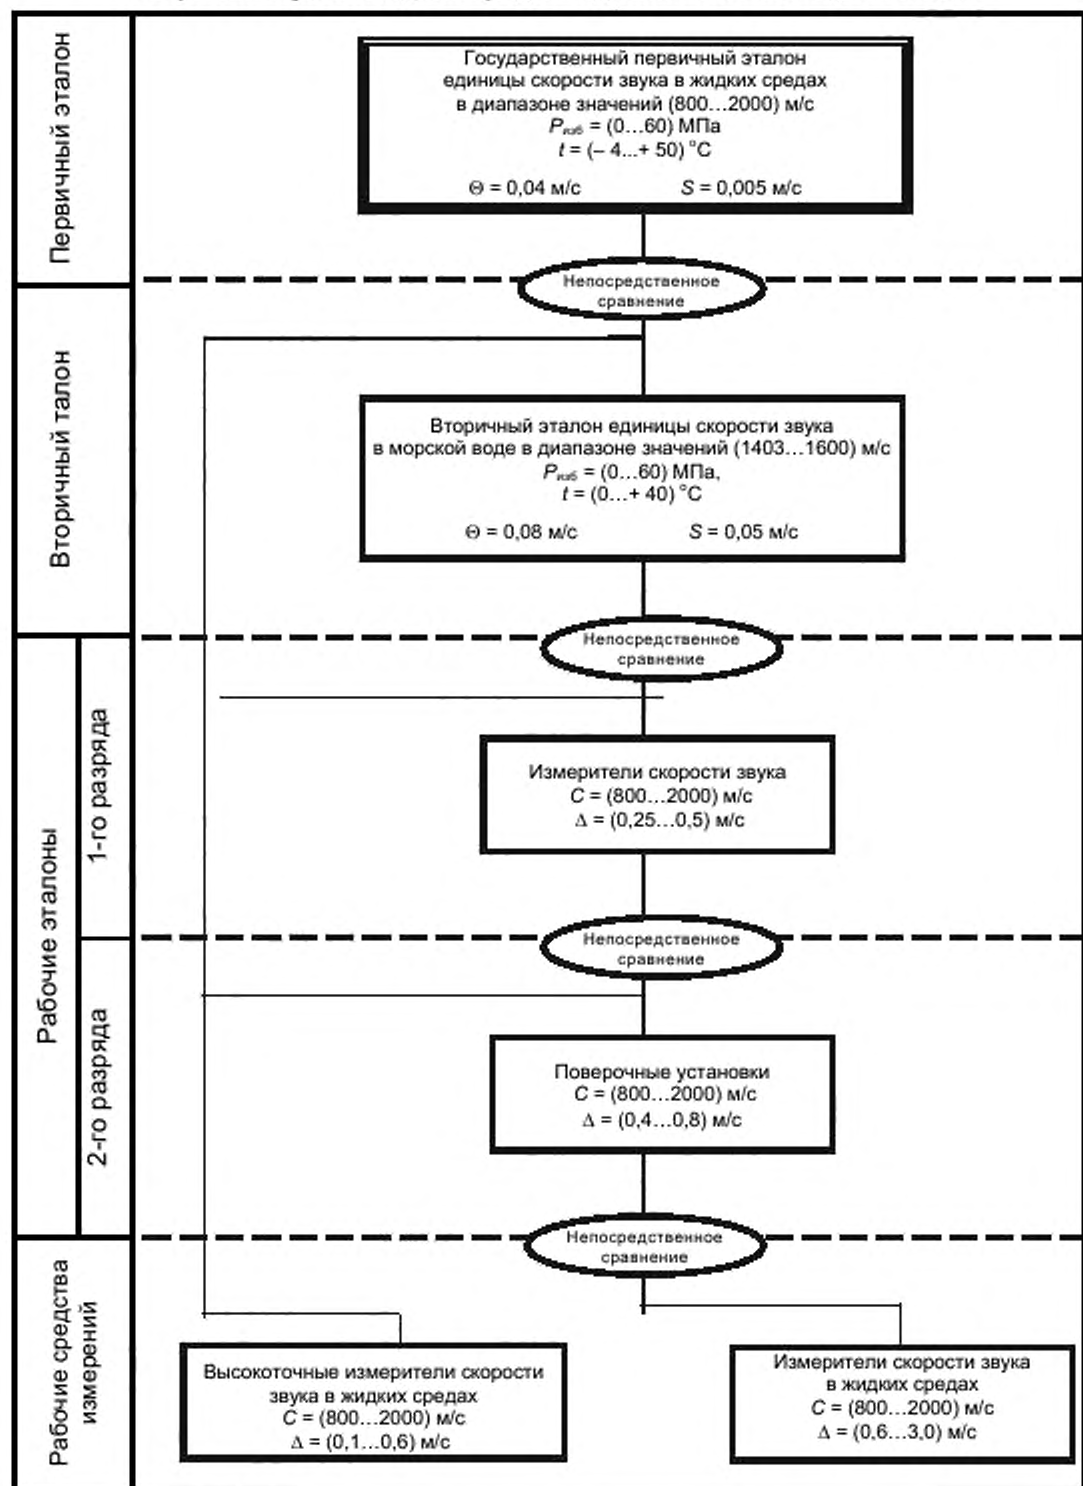 Первичный эталон
Государственный первичный эталон
единицы скорости звука в жидких средах
в диапазоне значений (800...2000) м/с
Pизб = (0...60) МПа
t = (– 4...+ 50) °С
Θ = 0,04 м/с S = 0,005 м/с
Непосредственное
сравнение
Вторичный талон
Вторичный эталон единицы скорости звука
в морской воде в диапазоне значений (1403...1600) м/с
Pизб = (0...60) МПа,
t = (0...+ 40) °С
Θ = 0,08 м/с S = 0,05 м/с
Непосредственное
сравнение
Рабочие эталоны
1-го разряда
Измерители скорости звука
С = (800...2000) м/с
Δ = (0,25...0,5) м/с
Непосредственное
сравнение
2-го разряда
Поверочные установки
С = (800...2000) м/с
Δ = (0,4...0,8) м/с
Непосредственное
сравнение
Рабочие средства
измерений
Высокоточные измерители скорости
звука в жидких средах
С = (800...2000) м/с
Δ = (0,1...0,6) м/с
Измерители скорости звука
в жидких средах
С = (800...2000) м/с
Δ = (0,6...3,0) м/с